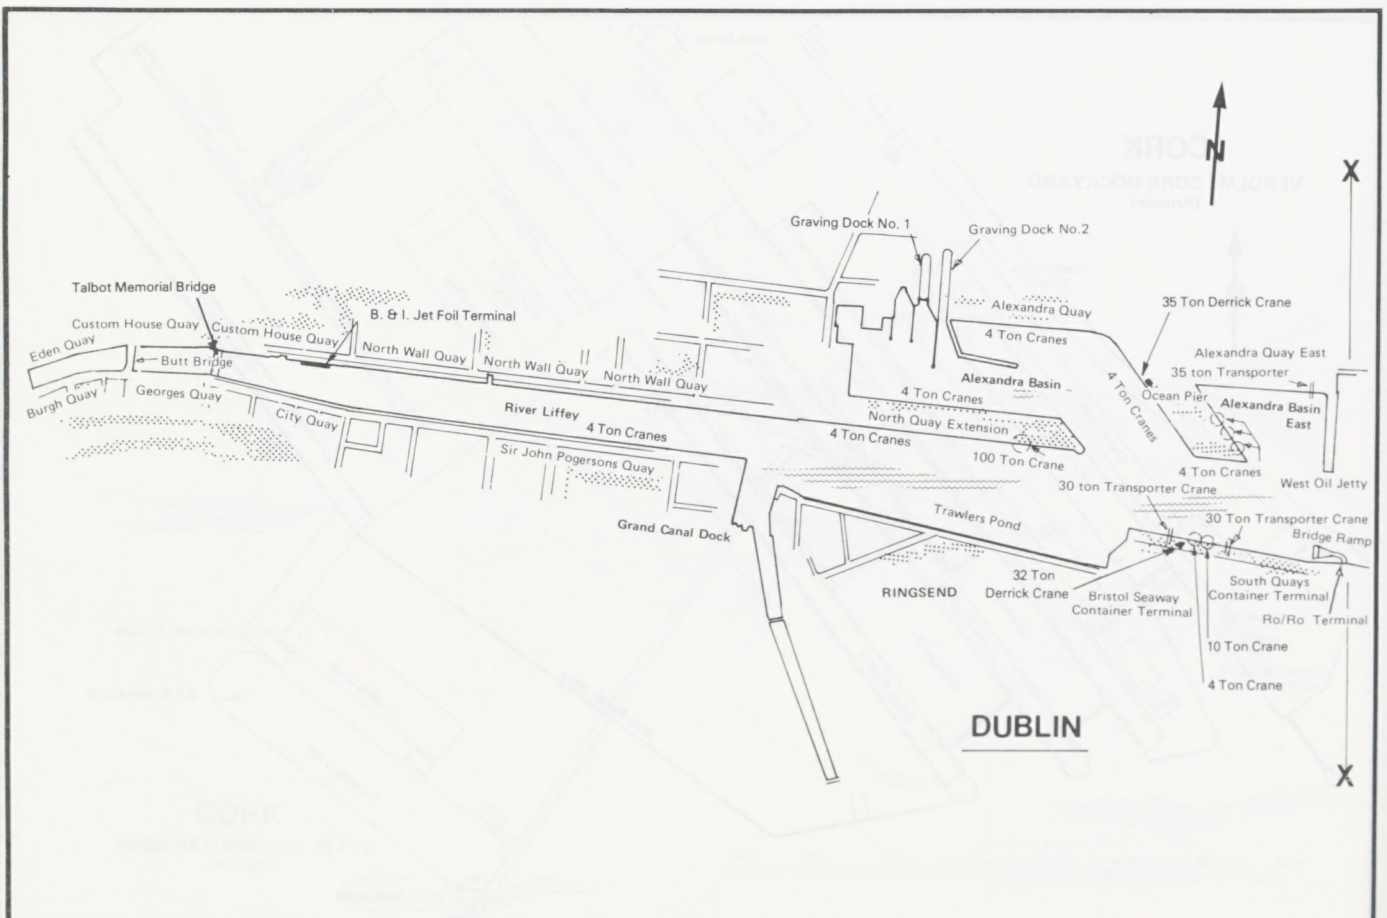 N
X
Graving Dock No. 1
Graving Dock No.2
Talbot Memorial Bridge
B. & I. Jet Foil Terminal
Alexandra Quay
4 Ton Cranes
35 Ton Derrick Crane
Custom House Quay
Custom House Quay
Eden Quay
Butt Bridge
North Wall Quay
North Wall Quay
North Wall Quay
Alexandra Quay East
35 ton Transporter
Alexandra Basin
4 Ton Cranes
Ocean Pier
Alexandra Basin
East
Burgh Quay
Georges Quay
City Quay
River Liffey
4 Ton Cranes
4 Ton Cranes
North Quay Extension
4 Ton Cranes
100 Ton Crane
Sir John Pogersons Quay
4 Ton Cranes
West Oil Jetty
30 ton Transporter Crane
Grand Canal Dock
Trawlers Pond
30 Ton Transporter Crane
Bridge Ramp
RINGSEND
32 Ton
Derrick Crane
Bristol Seaway
Container Terminal
South Quays
Container Terminal
Ro/Ro Terminal
10 Ton Crane
4 Ton Crane
DUBLIN
X